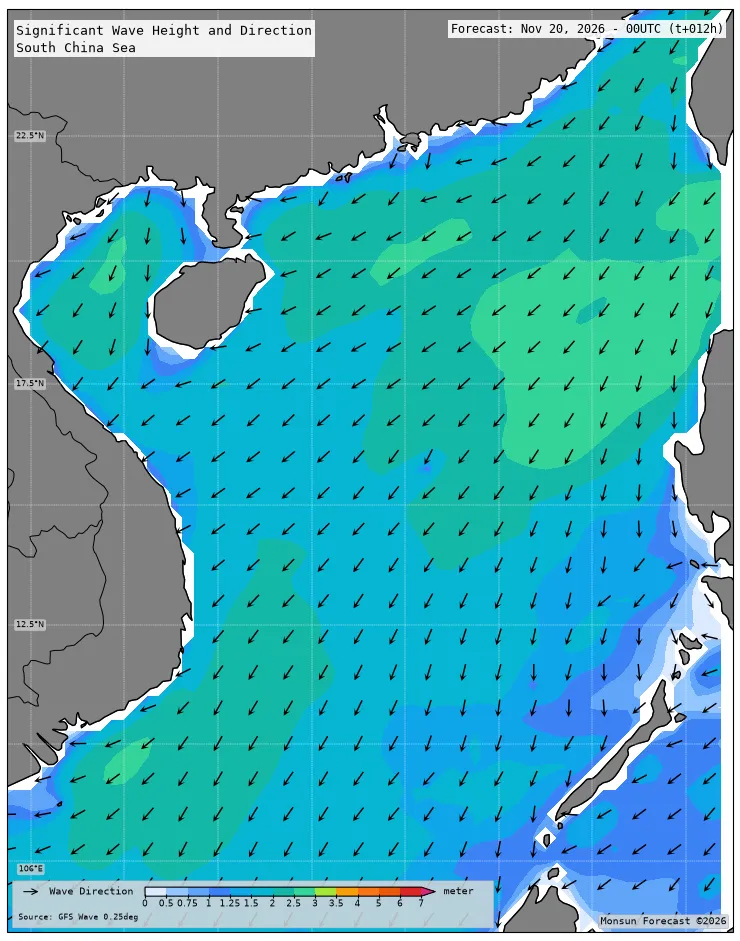 Significant Wave Height and Direction
South China Sea
Forecast: Nov 20, 2026 - 00UTC (t+012h)
22.5°N
17.5°N
12.5°N
106°E
Wave Direction
0 0.5 0.75 1 1.25 1.5 2 2.5 3 3.5 4 5 6 7
meter
Source: GFS Wave 0.25deg
Monsun Forecast ©2026